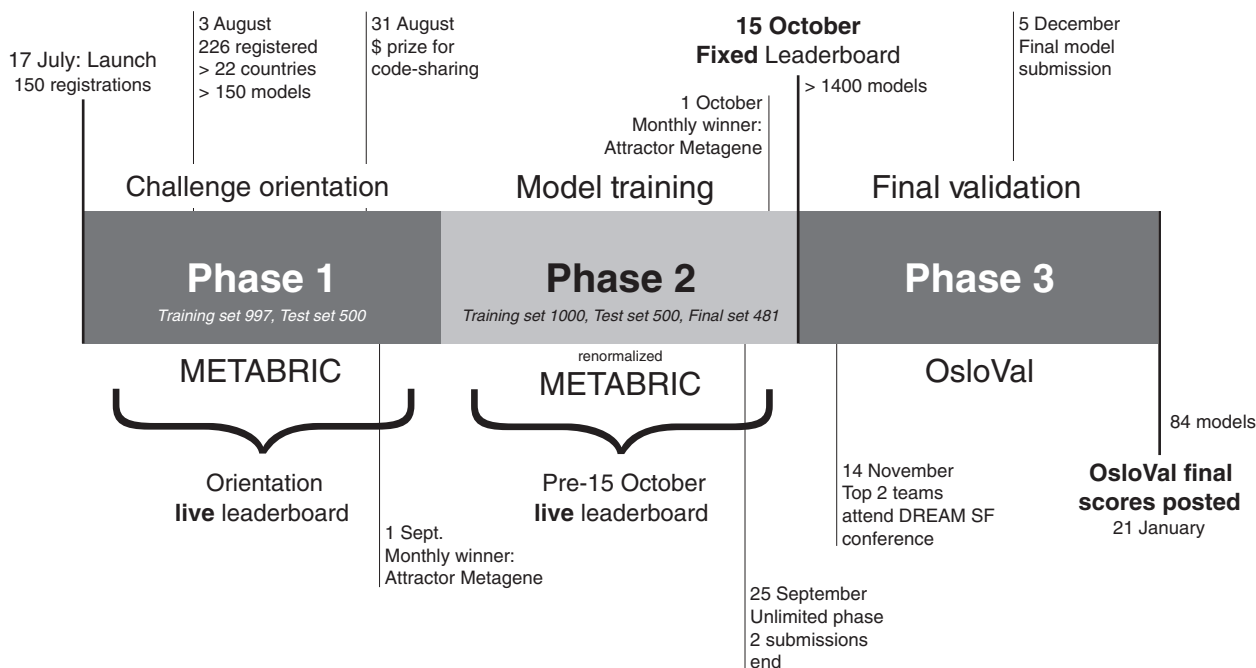 17 July: Launch
150 registrations
3 August
226 registered
> 22 countries
> 150 models
31 August
$ prize for
code-sharing
1 October
Monthly winner:
Attractor Metagene
15 October
Fixed Leaderboard
> 1400 models
5 December
Final model
submission
Challenge orientation
Model training
Final validation
Phase 1
Training set 997, Test set 500
Phase 2
Training set 1000, Test set 500, Final set 481
Phase 3
METABRIC
renormalized
METABRIC
OsloVal
Orientation
live leaderboard
Pre-15 October
live leaderboard
1 Sept.
Monthly winner:
Attractor Metagene
25 September
Unlimited phase
2 submissions
end
14 November
Top 2 teams
attend DREAM SF
conference
84 models
OsloVal final
scores posted
21 January